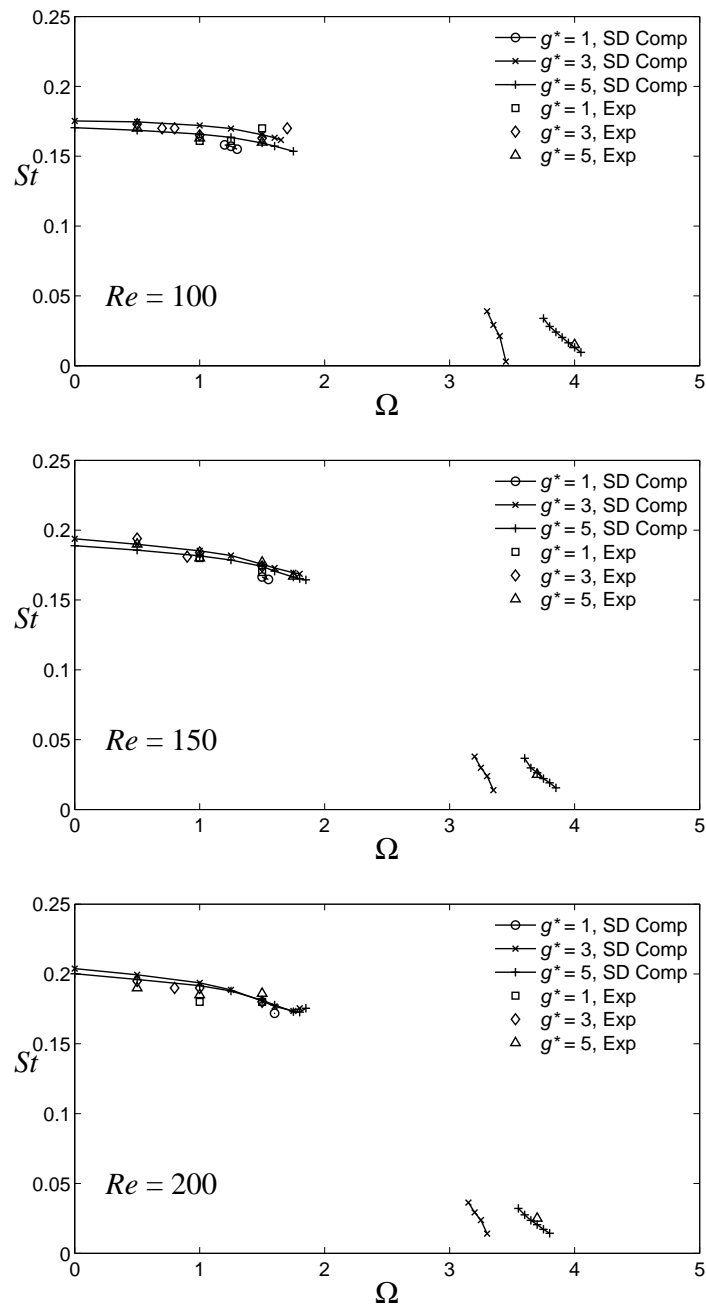 0.25
0.2
0.15
0.1
0.05
0
St
0 1 2 3 4 5
Ω
Re = 100
g* = 1, SD Comp
g* = 3, SD Comp
g* = 5, SD Comp
g* = 1, Exp
g* = 3, Exp
g* = 5, Exp
0.25
0.2
0.15
0.1
0.05
0
St
0 1 2 3 4 5
Ω
Re = 150
g* = 1, SD Comp
g* = 3, SD Comp
g* = 5, SD Comp
g* = 1, Exp
g* = 3, Exp
g* = 5, Exp
0.25
0.2
0.15
0.1
0.05
0
St
0 1 2 3 4 5
Ω
Re = 200
g* = 1, SD Comp
g* = 3, SD Comp
g* = 5, SD Comp
g* = 1, Exp
g* = 3, Exp
g* = 5, Exp